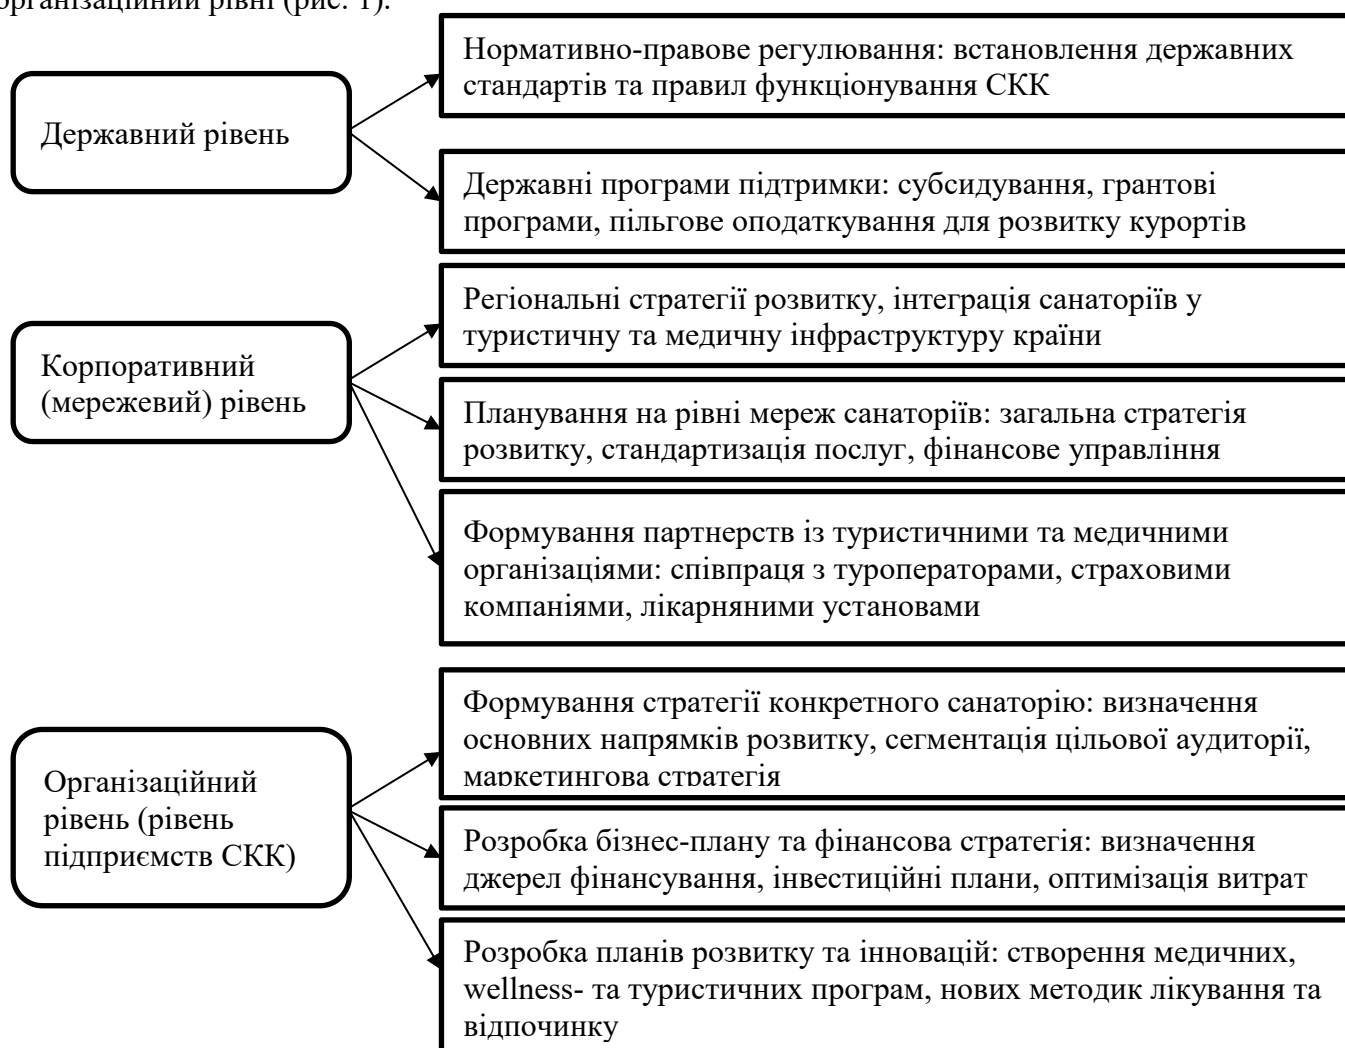 організаційний рівні (рис. 1).
Нормативно-правове регулювання: встановлення державних
стандартів та правил функціонування СКК
Державний рівень
Державні програми підтримки: субсидування, грантові
програми, пільгове оподаткування для розвитку курортів
Регіональні стратегії розвитку, інтеграція санаторіїв у
туристичну та медичну інфраструктуру країни
Корпоративний
(мережевий) рівень
Планування на рівні мереж санаторіїв: загальна стратегія
розвитку, стандартизація послуг, фінансове управління
Формування партнерств із туристичними та медичними
організаціями: співпраця з туроператорами, страховими
компаніями, лікарняними установами
Формування стратегії конкретного санаторію: визначення
основних напрямків розвитку, сегментація цільової аудиторії,
маркетингова стратегія
Організаційний
рівень (рівень
підприємств СКК)
Розробка бізнес-плану та фінансова стратегія: визначення
джерел фінансування, інвестиційні плани, оптимізація витрат
Розробка планів розвитку та інновацій: створення медичних,
wellness- та туристичних програм, нових методик лікування та
відпочинку